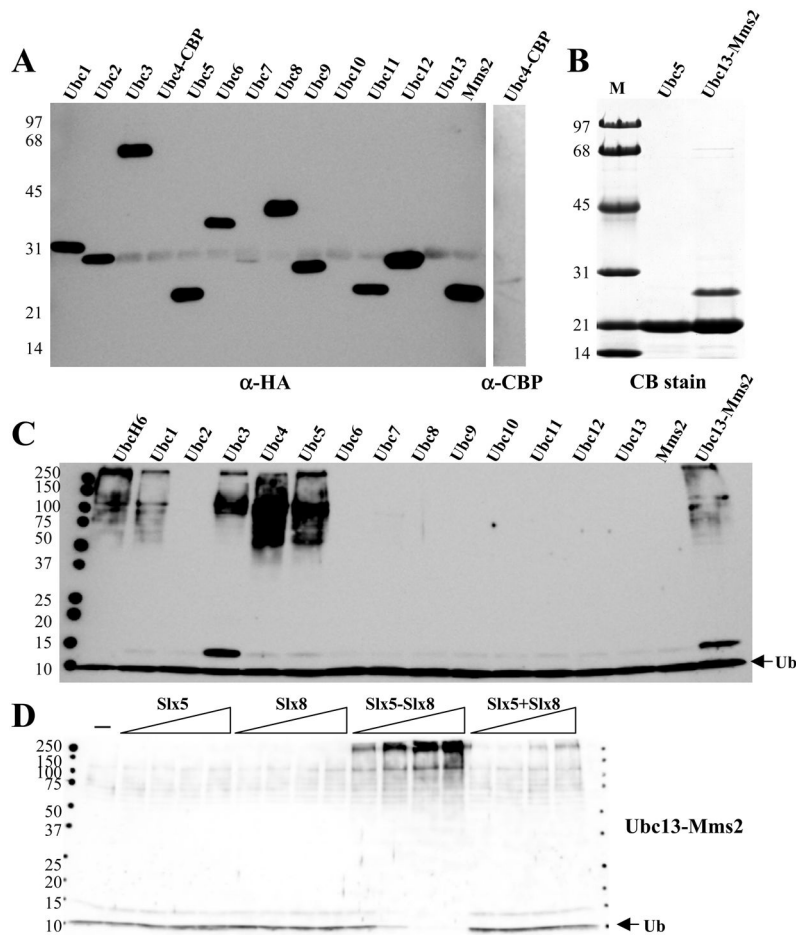 A
Ubc1
Ubc2
Ubc3
Ubc4-CBP
Ubc5
Ubc6
Ubc7
Ubc8
Ubc9
Ubc10
Ubc11
Ubc12
Ubc13
Mms2
Ubc4-CBP
97
68
45
31
21
14
α-HA
α-CBP
B
M
Ubc5
Ubc13-Mms2
97
68
45
31
21
14
CB stain
C
UbcH6
Ubc1
Ubc2
Ubc3
Ubc4
Ubc5
Ubc6
Ubc7
Ubc8
Ubc9
Ubc10
Ubc11
Ubc12
Ubc13
Mms2
Ubc13-Mms2
250
150
100
75
50
37
25
20
15
10
Ub
D
–
Slx5
Slx8
Slx5-Slx8
Slx5+Slx8
250
150
100
75
50
37
25
20
15
10
Ubc13-Mms2
Ub